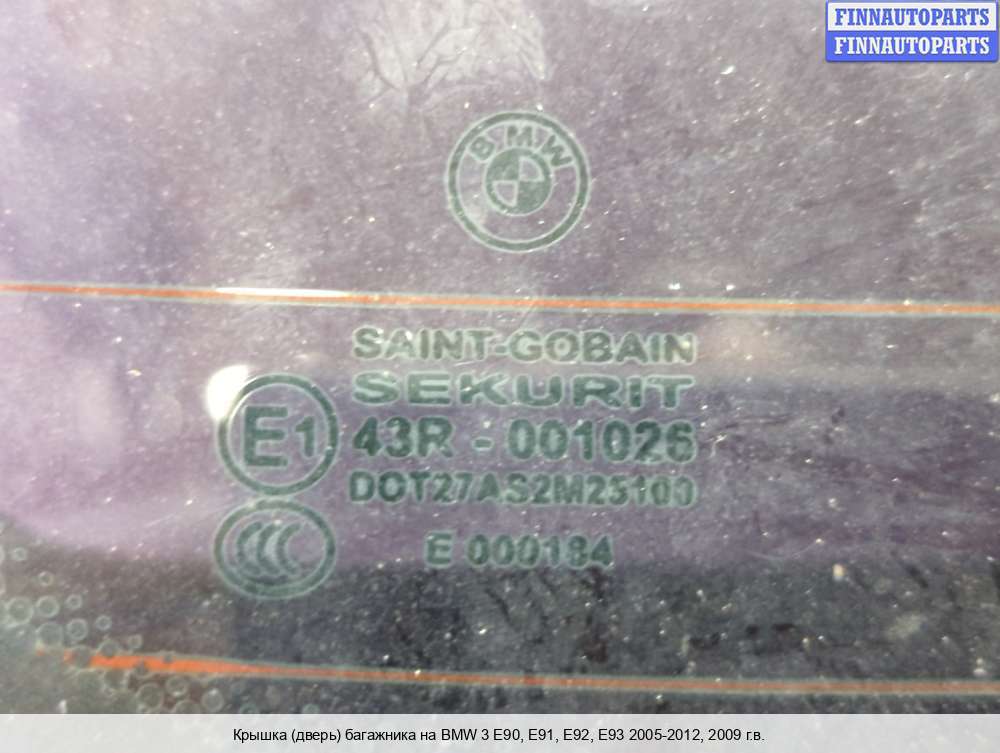 FINNAUTOPARTS
FINNAUTOPARTS
BMW
SAINT-GOBAIN
SEKURIT
E1 43R - 001026
DOT27AS2M25100
CCC E 000184
Крышка (дверь) багажника на BMW 3 E90, E91, E92, E93 2005-2012, 2009 г.в.